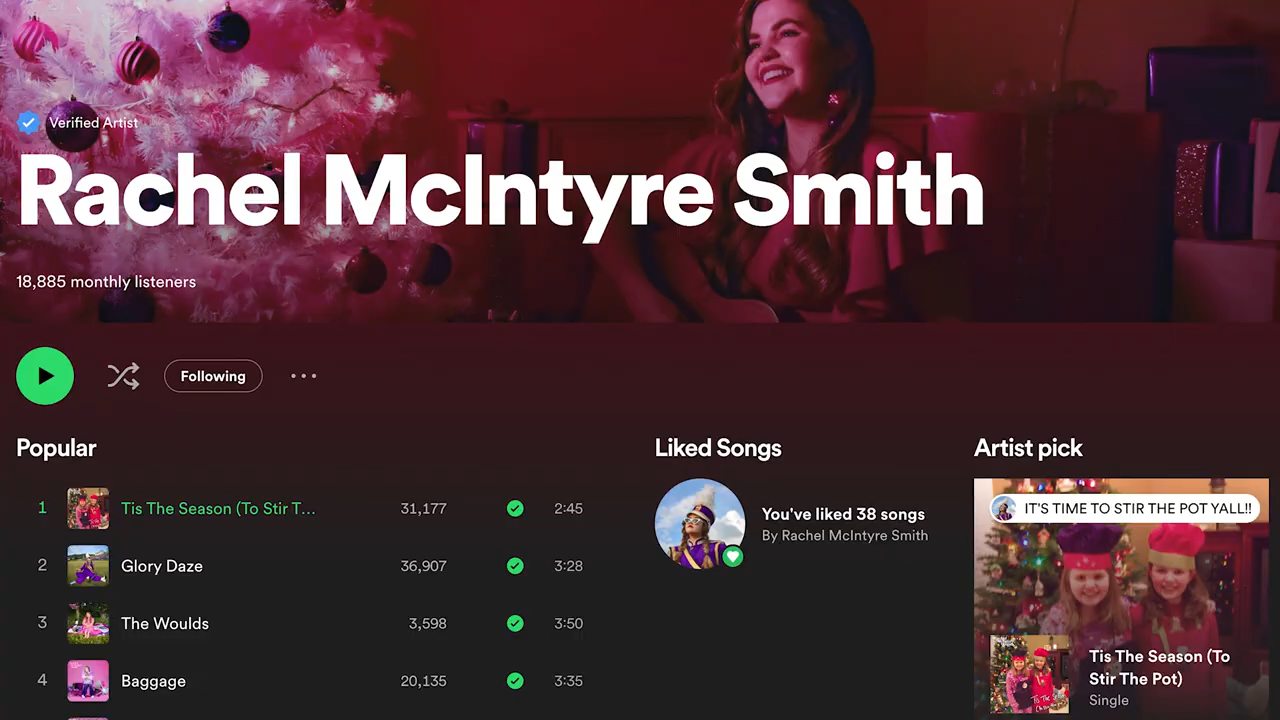 Verified Artist
Rachel McIntyre Smith
18,885 monthly listeners
Following
Popular
1 Tis The Season (To Stir T... 31,177 2:45
2 Glory Daze 36,907 3:28
3 The Woulds 3,598 3:50
4 Baggage 20,135 3:35
Liked Songs
You've liked 38 songs
By Rachel McIntyre Smith
Artist pick
IT'S TIME TO STIR THE POT YALL!!
Tis The Season (To
Stir The Pot)
Single